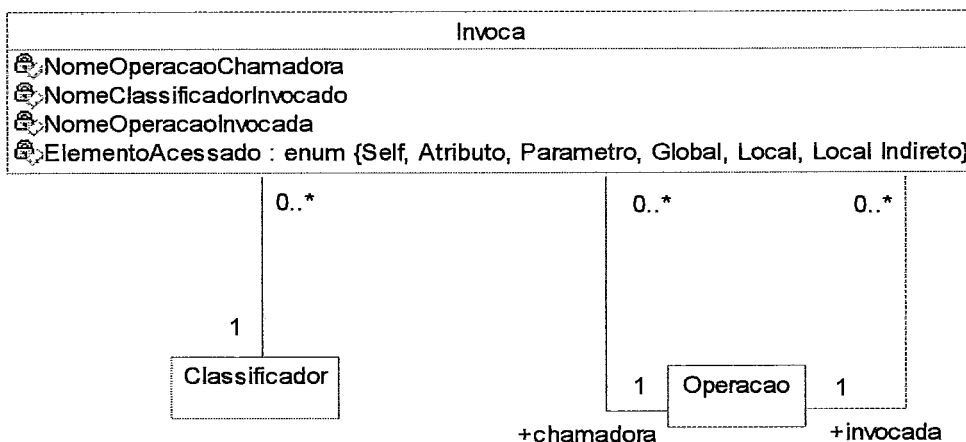 Invoca
NomeOperacaoChamadora
NomeClassificadorInvocado
NomeOperacaoInvocada
ElementoAcessado : enum {Self, Atributo, Parametro, Global, Local, Local Indireto}
0..*
0..*
0..*
1
Classificador
1
Operacao
1
+chamadora
+invocada